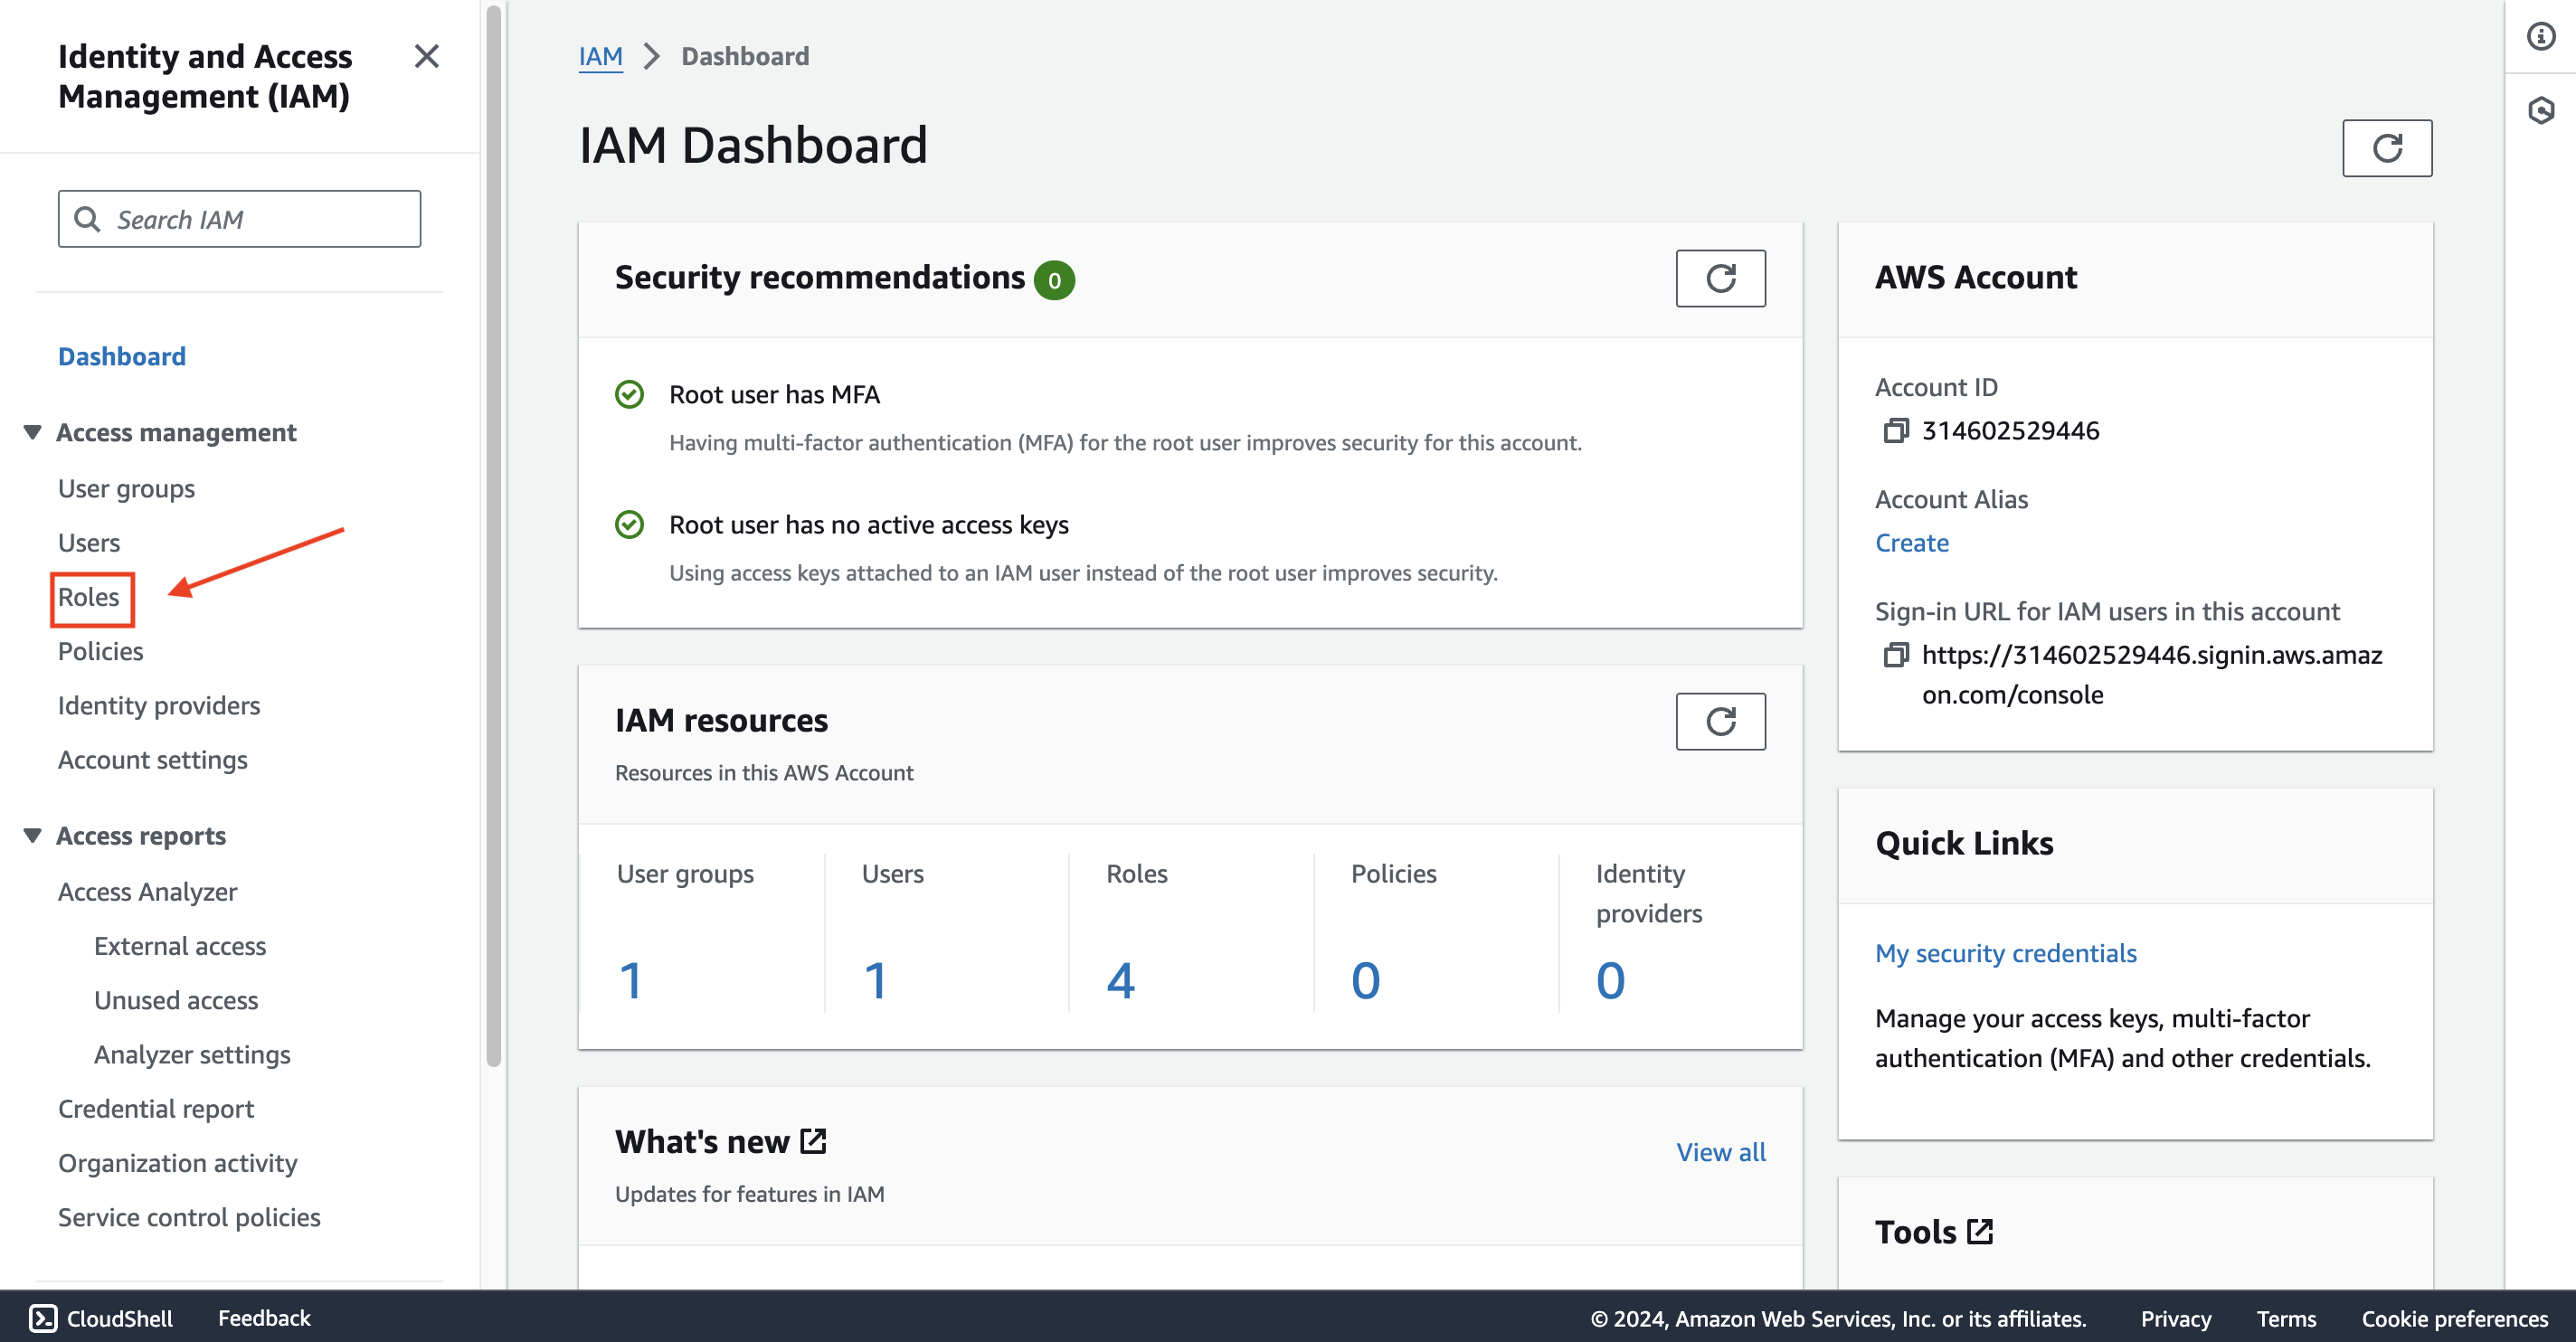 Identity and Access
Management (IAM)
Search IAM
Dashboard
Access management
User groups
Users
Roles
Policies
Identity providers
Account settings
Access reports
Access Analyzer
External access
Unused access
Analyzer settings
Credential report
Organization activity
Service control policies
IAM > Dashboard
IAM Dashboard
Security recommendations 0
Root user has MFA
Having multi-factor authentication (MFA) for the root user improves security for this account.
Root user has no active access keys
Using access keys attached to an IAM user instead of the root user improves security.
IAM resources
Resources in this AWS Account
User groups
1
Users
1
Roles
4
Policies
0
Identity
providers
0
What's new
View all
Updates for features in IAM
AWS Account
Account ID
314602529446
Account Alias
Create
Sign-in URL for IAM users in this account
https://314602529446.signin.aws.amaz
on.com/console
Quick Links
My security credentials
Manage your access keys, multi-factor
authentication (MFA) and other credentials.
Tools
CloudShell Feedback
© 2024, Amazon Web Services, Inc. or its affiliates. Privacy Terms Cookie preferences